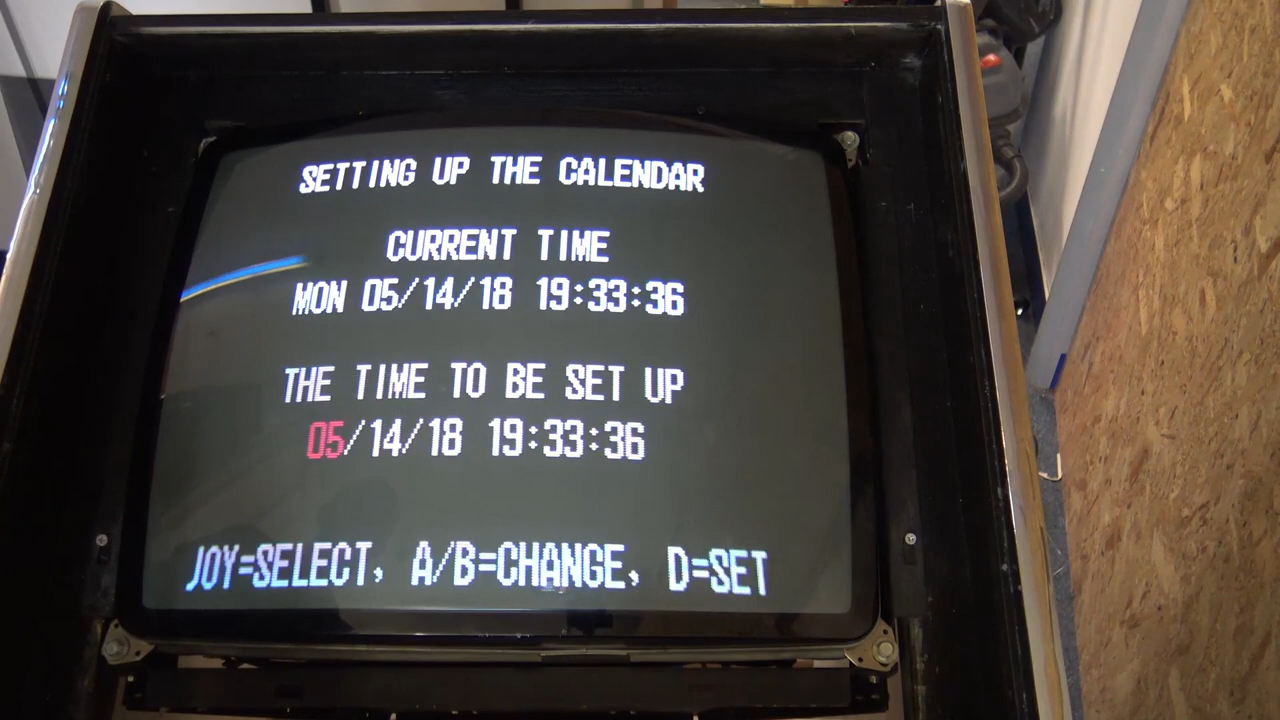 SETTING UP THE CALENDAR
CURRENT TIME
MON 05/14/18 19:33:36
THE TIME TO BE SET UP
05/14/18 19:33:36
JOY=SELECT, A/B=CHANGE, D=SET